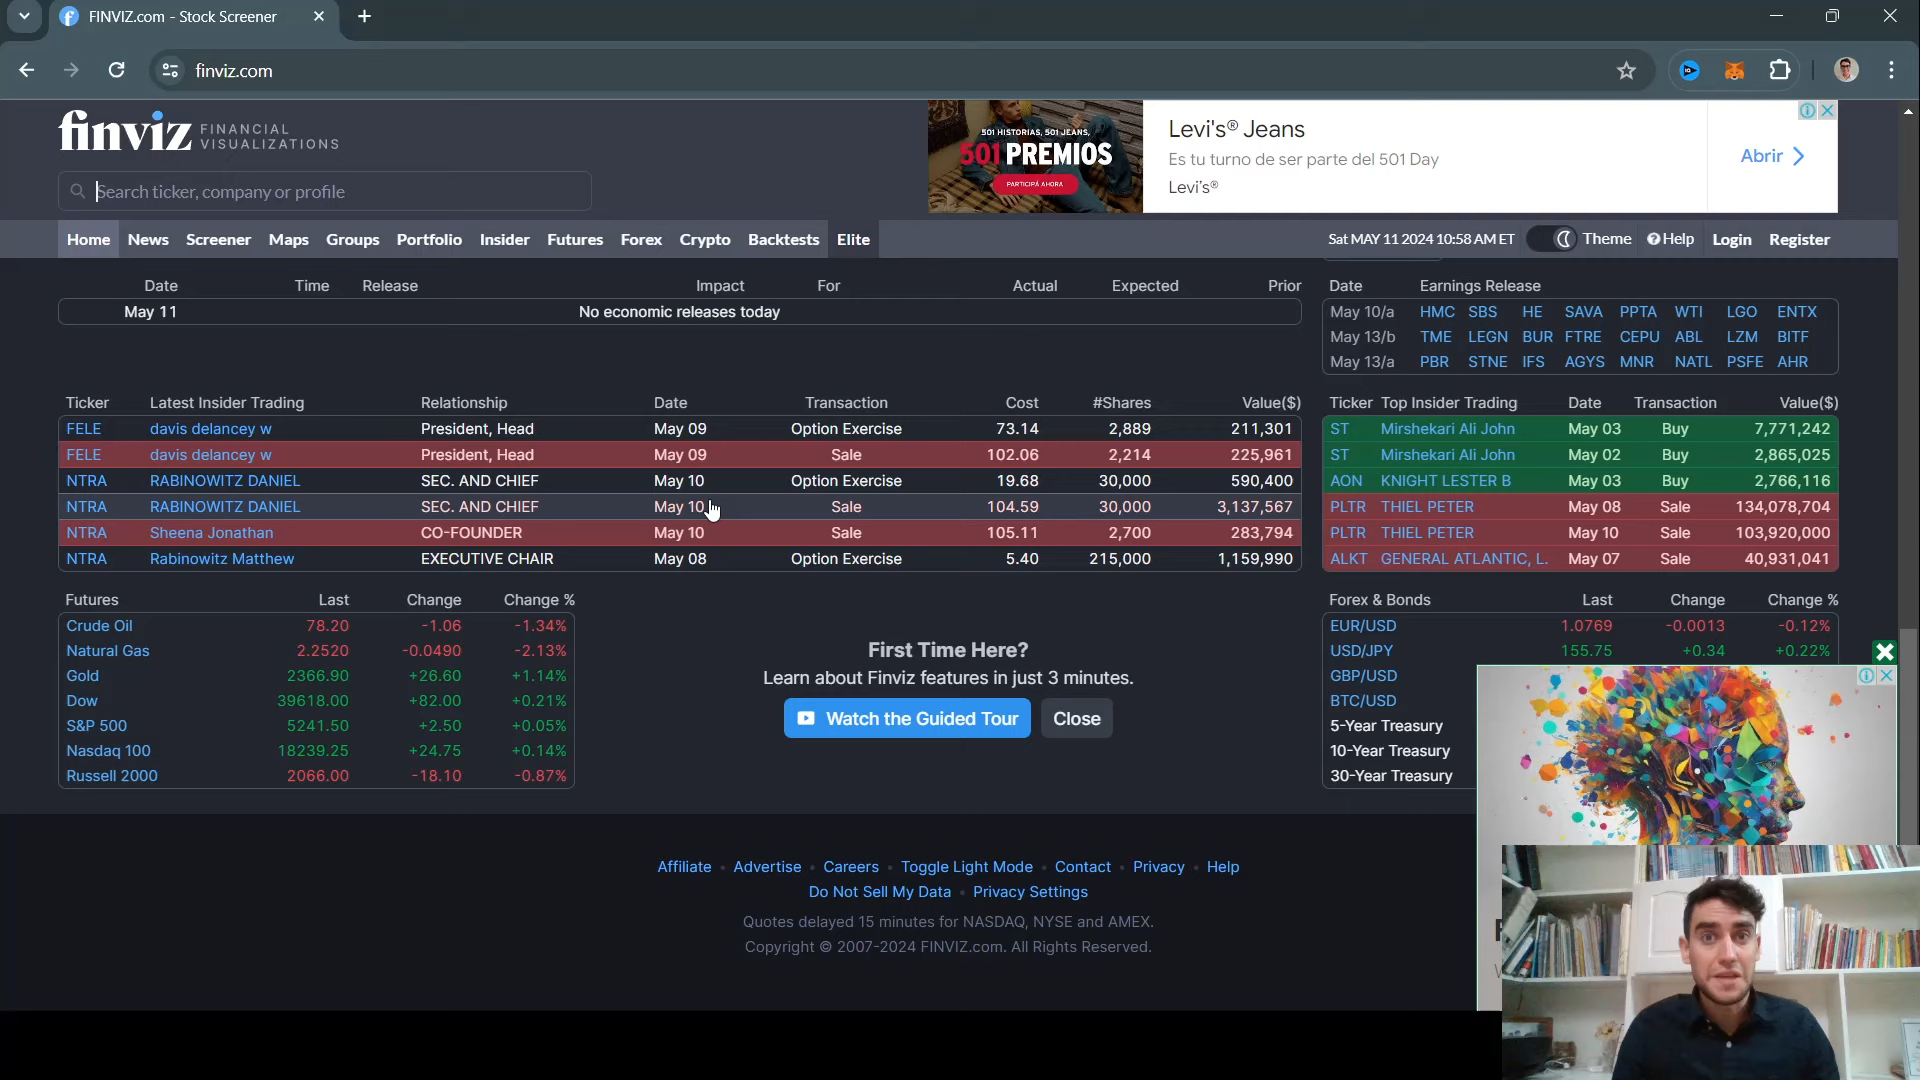 FINVIZ.com - Stock Screener
finviz.com
finviz FINANCIAL VISUALIZATIONS
Search ticker, company or profile
501 HISTORIAS, 501 JEANS,
501 PREMIOS
PARTICIPÁ AHORA
Levi's® Jeans
Es tu turno de ser parte del 501 Day
Levi's®
Abrir
Home News Screener Maps Groups Portfolio Insider Futures Forex Crypto Backtests Elite
Sat MAY 11 2024 10:58 AM ET Theme Help Login Register
Date Time Release Impact For Actual Expected Prior
May 11 No economic releases today
Date Earnings Release
May 10/a HMC SBS HE SAVA PPTA WTI LGO ENTX
May 13/b TME LEGN BUR FTRE CEPU ABL LZM BITF
May 13/a PBR STNE IFS AGYS MNR NATL PSFE AHR
Ticker Latest Insider Trading Relationship Date Transaction Cost #Shares Value($)
FELE davis delancey w President, Head May 09 Option Exercise 73.14 2,889 211,301
FELE davis delancey w President, Head May 09 Sale 102.06 2,214 225,961
NTRA RABINOWITZ DANIEL SEC. AND CHIEF May 10 Option Exercise 19.68 30,000 590,400
NTRA RABINOWITZ DANIEL SEC. AND CHIEF May 10 Sale 104.59 30,000 3,137,567
NTRA Sheena Jonathan CO-FOUNDER May 10 Sale 105.11 2,700 283,794
NTRA Rabinowitz Matthew EXECUTIVE CHAIR May 08 Option Exercise 5.40 215,000 1,159,990
Ticker Top Insider Trading Date Transaction Value($)
ST Mirshekari Ali John May 03 Buy 7,771,242
ST Mirshekari Ali John May 02 Buy 2,865,025
AON KNIGHT LESTER B May 03 Buy 2,766,116
PLTR THIEL PETER May 08 Sale 134,078,704
PLTR THIEL PETER May 10 Sale 103,920,000
ALKT GENERAL ATLANTIC, L. May 07 Sale 40,931,041
Futures Last Change Change %
Crude Oil 78.20 -1.06 -1.34%
Natural Gas 2.2520 -0.0490 -2.13%
Gold 2366.90 +26.60 +1.14%
Dow 39618.00 +82.00 +0.21%
S&P 500 5241.50 +2.50 +0.05%
Nasdaq 100 18239.25 +24.75 +0.14%
Russell 2000 2066.00 -18.10 -0.87%
First Time Here?
Learn about Finviz features in just 3 minutes.
Watch the Guided Tour Close
Forex & Bonds Last Change Change %
EUR/USD 1.0769 -0.0013 -0.12%
USD/JPY 155.75 +0.34 +0.22%
GBP/USD
BTC/USD
5-Year Treasury
10-Year Treasury
30-Year Treasury
Affiliate • Advertise • Careers • Toggle Light Mode • Contact • Privacy • Help
Do Not Sell My Data • Privacy Settings
Quotes delayed 15 minutes for NASDAQ, NYSE and AMEX.
Copyright © 2007-2024 FINVIZ.com. All Rights Reserved.